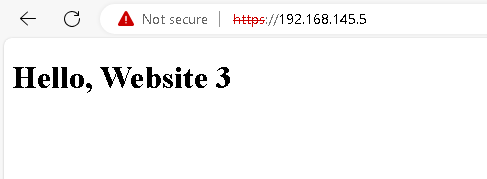 Not secure | https://192.168.145.5
Hello, Website 3